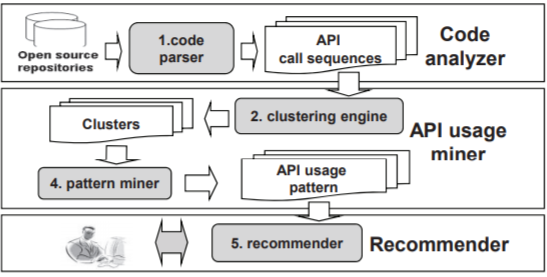 Open source
repositories
1.code
parser
API
call sequences
Code
analyzer
2. clustering engine
Clusters
API usage
miner
4. pattern miner
API usage
pattern
5. recommender
Recommender